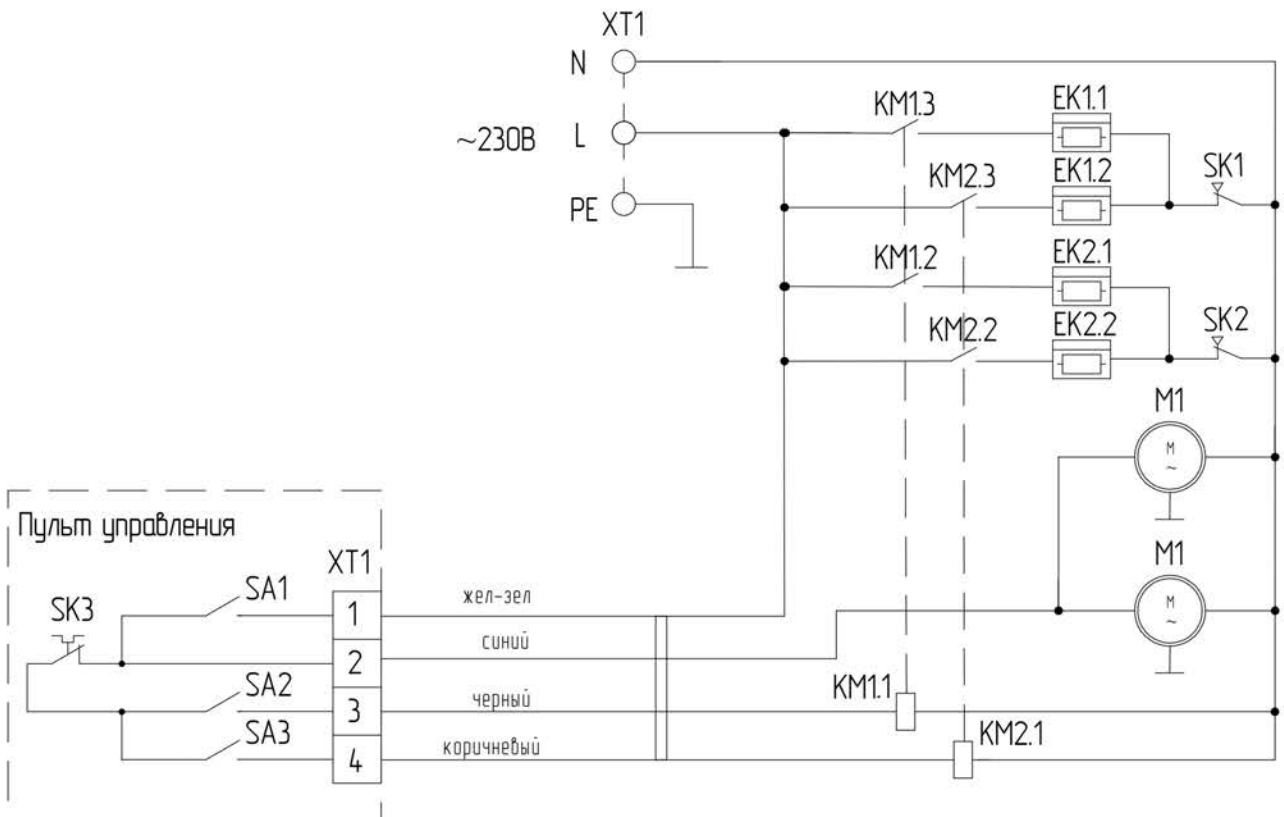 XT1
N
L
~230В
PE
KM1.3
EK1.1
KM2.3
EK1.2
SK1
KM1.2
EK2.1
KM2.2
EK2.2
SK2
M1
M
~
M1
M
~
Пульт управления
XT1
SK3
SA1
1
жел-зел
2
синий
SA2
3
черный
KM1.1
SA3
4
коричневый
KM2.1